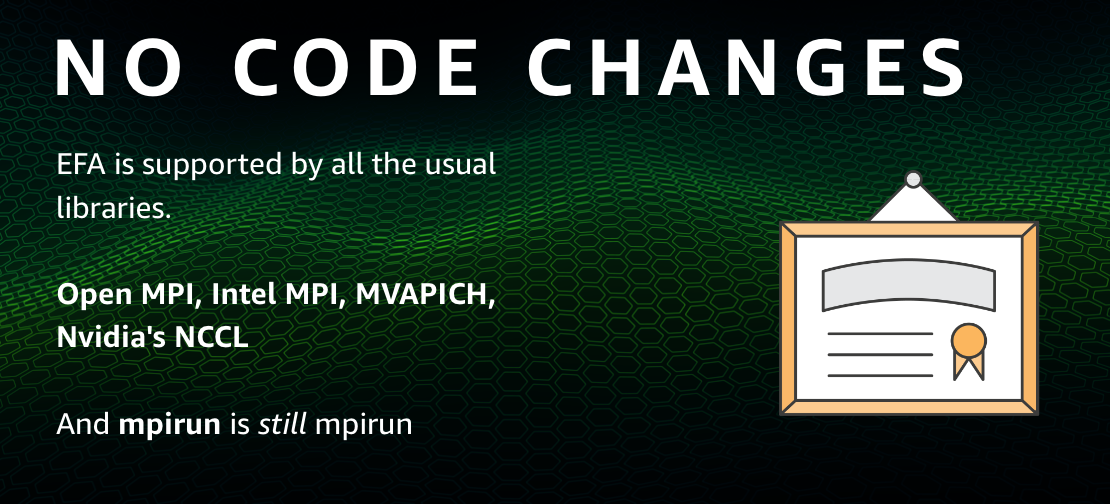 NO CODE CHANGES
EFA is supported by all the usual
libraries.
Open MPI, Intel MPI, MVAPICH,
Nvidia's NCCL
And mpirun is still mpirun